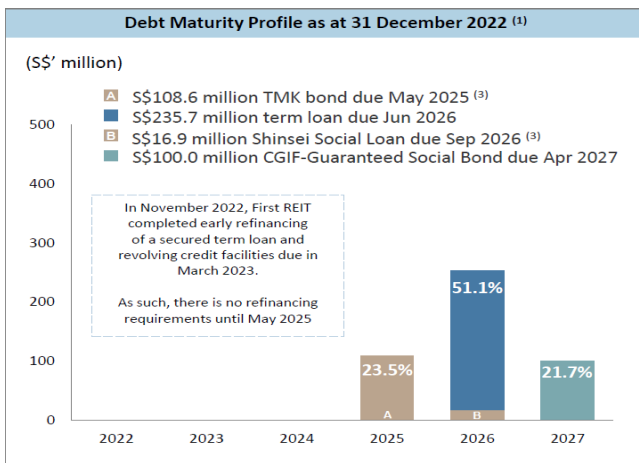 Debt Maturity Profile as at 31 December 2022 (1)
(S$' million)
A S$108.6 million TMK bond due May 2025 (3)
S$235.7 million term loan due Jun 2026
B S$16.9 million Shinsei Social Loan due Sep 2026 (3)
S$100.0 million CGIF-Guaranteed Social Bond due Apr 2027
500
400
300
200
100
0
In November 2022, First REIT
completed early refinancing
of a secured term loan and
revolving credit facilities due in
March 2023.
As such, there is no refinancing
requirements until May 2025
23.5%
51.1%
21.7%
A
B
2022
2023
2024
2025
2026
2027